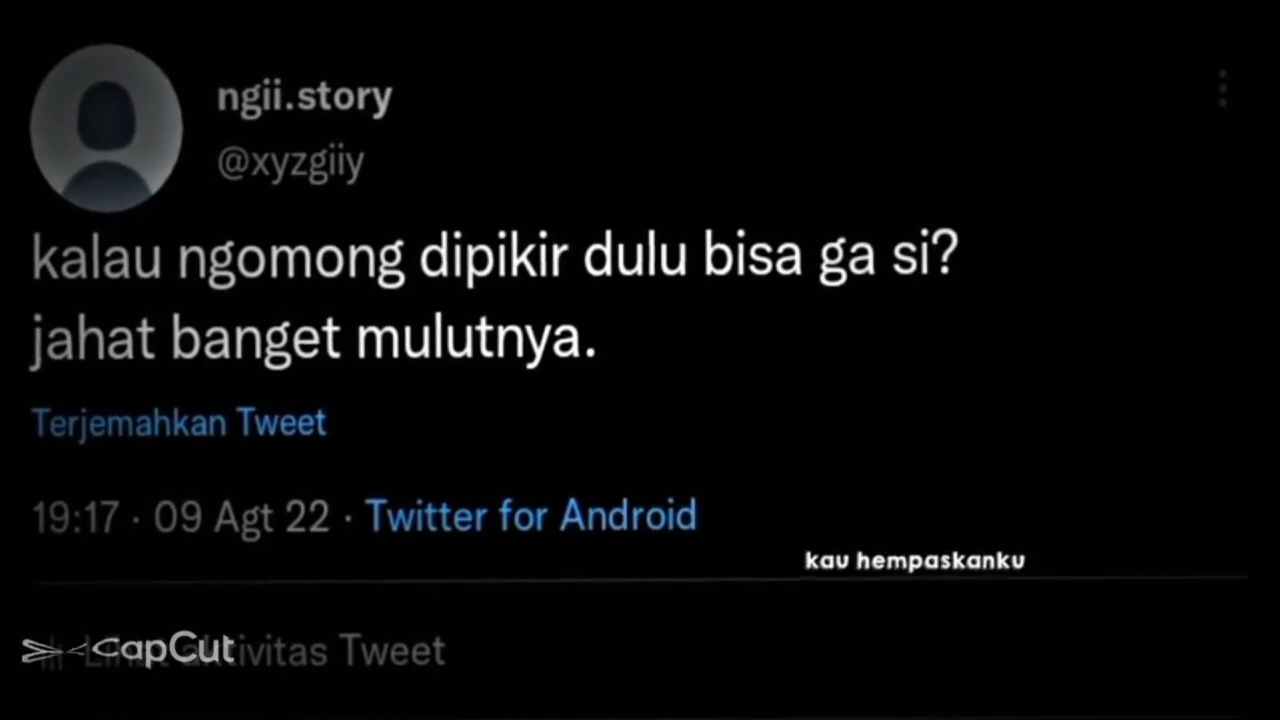 ngii.story
@xyzgiiy
kalau ngomong dipikir dulu bisa ga si?
jahat banget mulutnya.
Terjemahkan Tweet
19:17 · 09 Agt 22 · Twitter for Android
kau hempaskanku
CapCut
Tweet